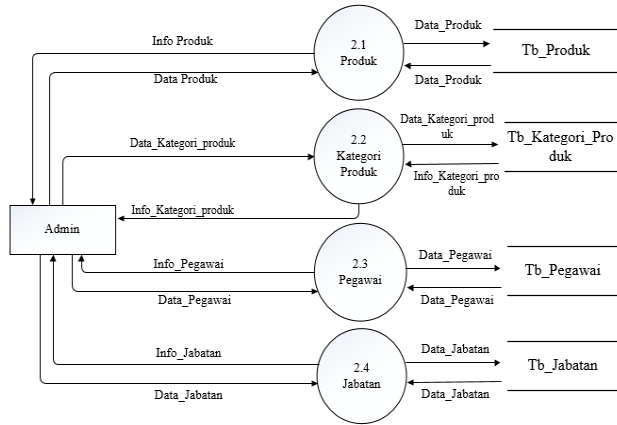 Info Produk
Data Produk
2.1
Produk
Data_Produk
Data_Produk
Tb_Produk
Data_Kategori_produk
2.2
Kategori
Produk
Data_Kategori_prod
uk
Info_Kategori_pro
duk
Tb_Kategori_Pro
duk
Info_Kategori_produk
Admin
Info_Pegawai
Data_Pegawai
2.3
Pegawai
Data_Pegawai
Data_Pegawai
Tb_Pegawai
Info_Jabatan
Data_Jabatan
2.4
Jabatan
Data_Jabatan
Data_Jabatan
Tb_Jabatan